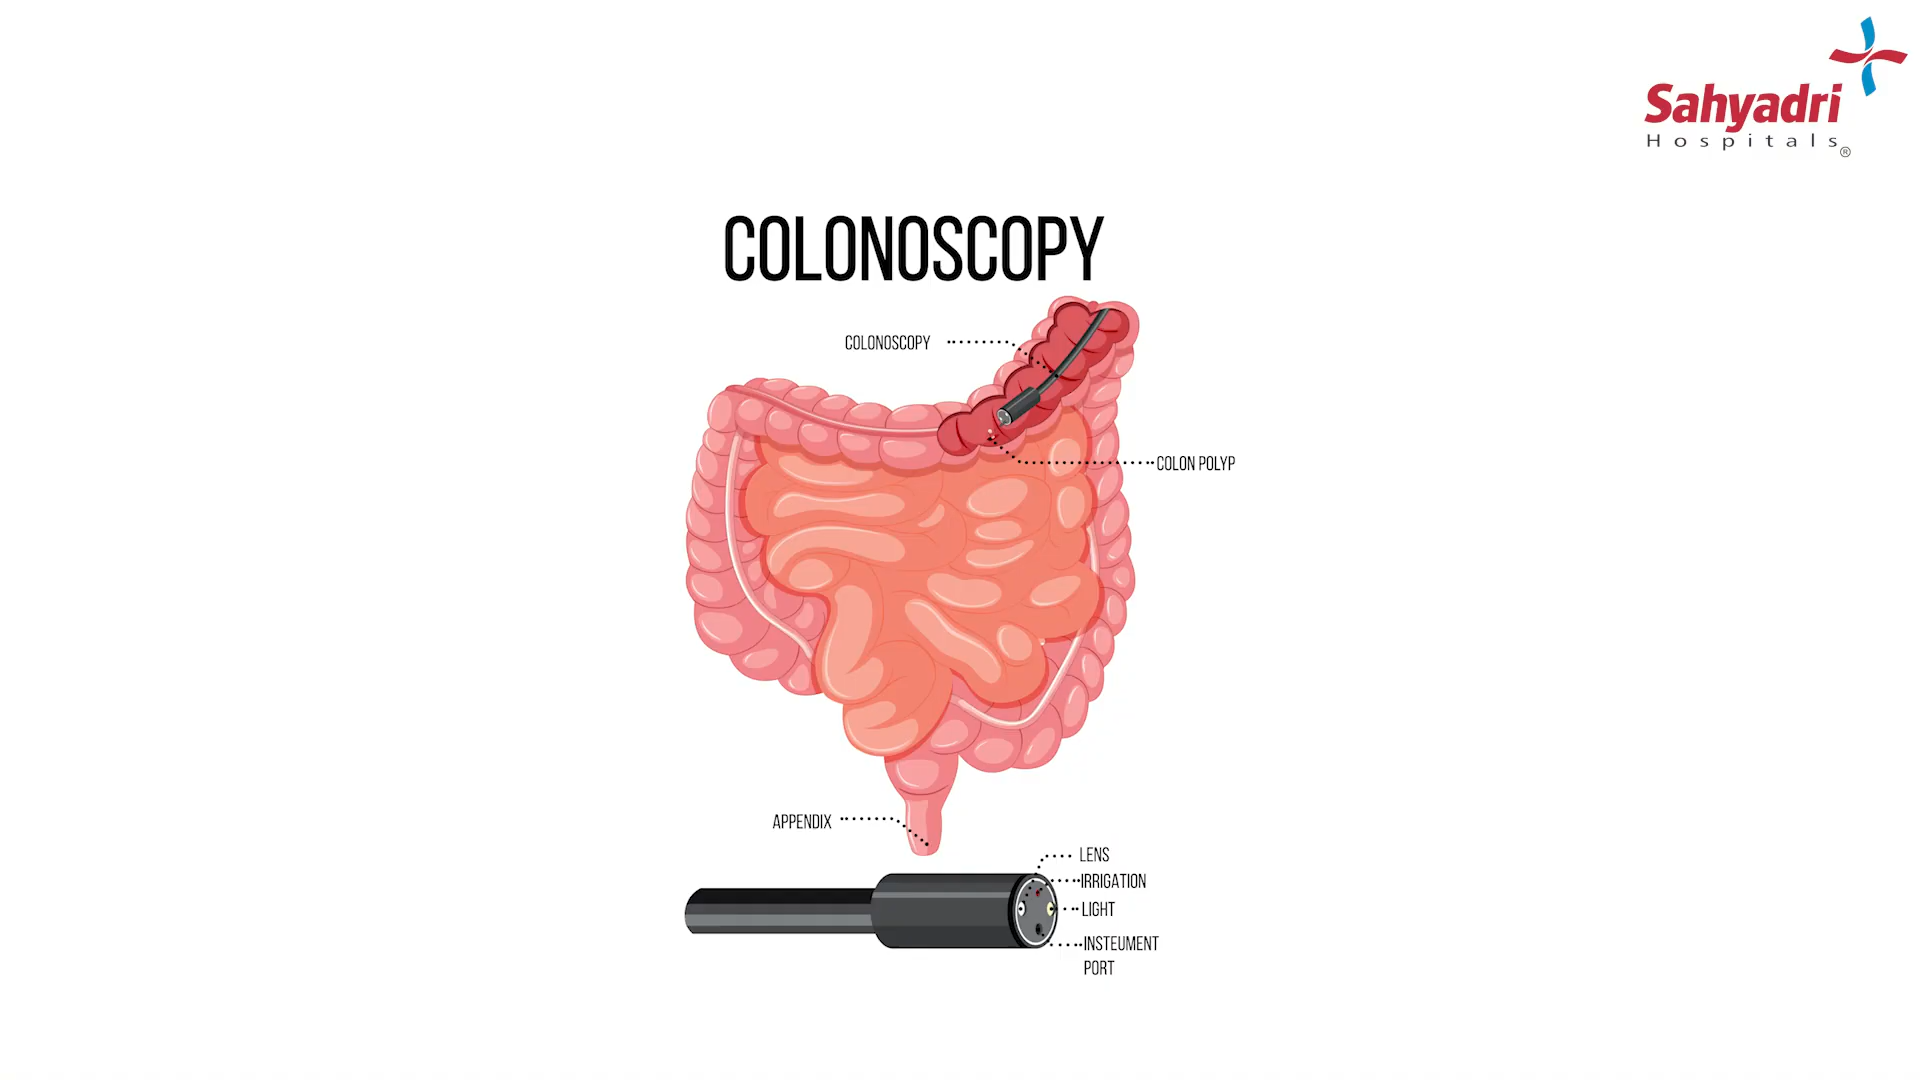 Sahyadri
Hospitals®
COLONOSCOPY
COLONOSCOPY
COLON POLYP
APPENDIX
LENS
IRRIGATION
LIGHT
INSTEUMENT
PORT